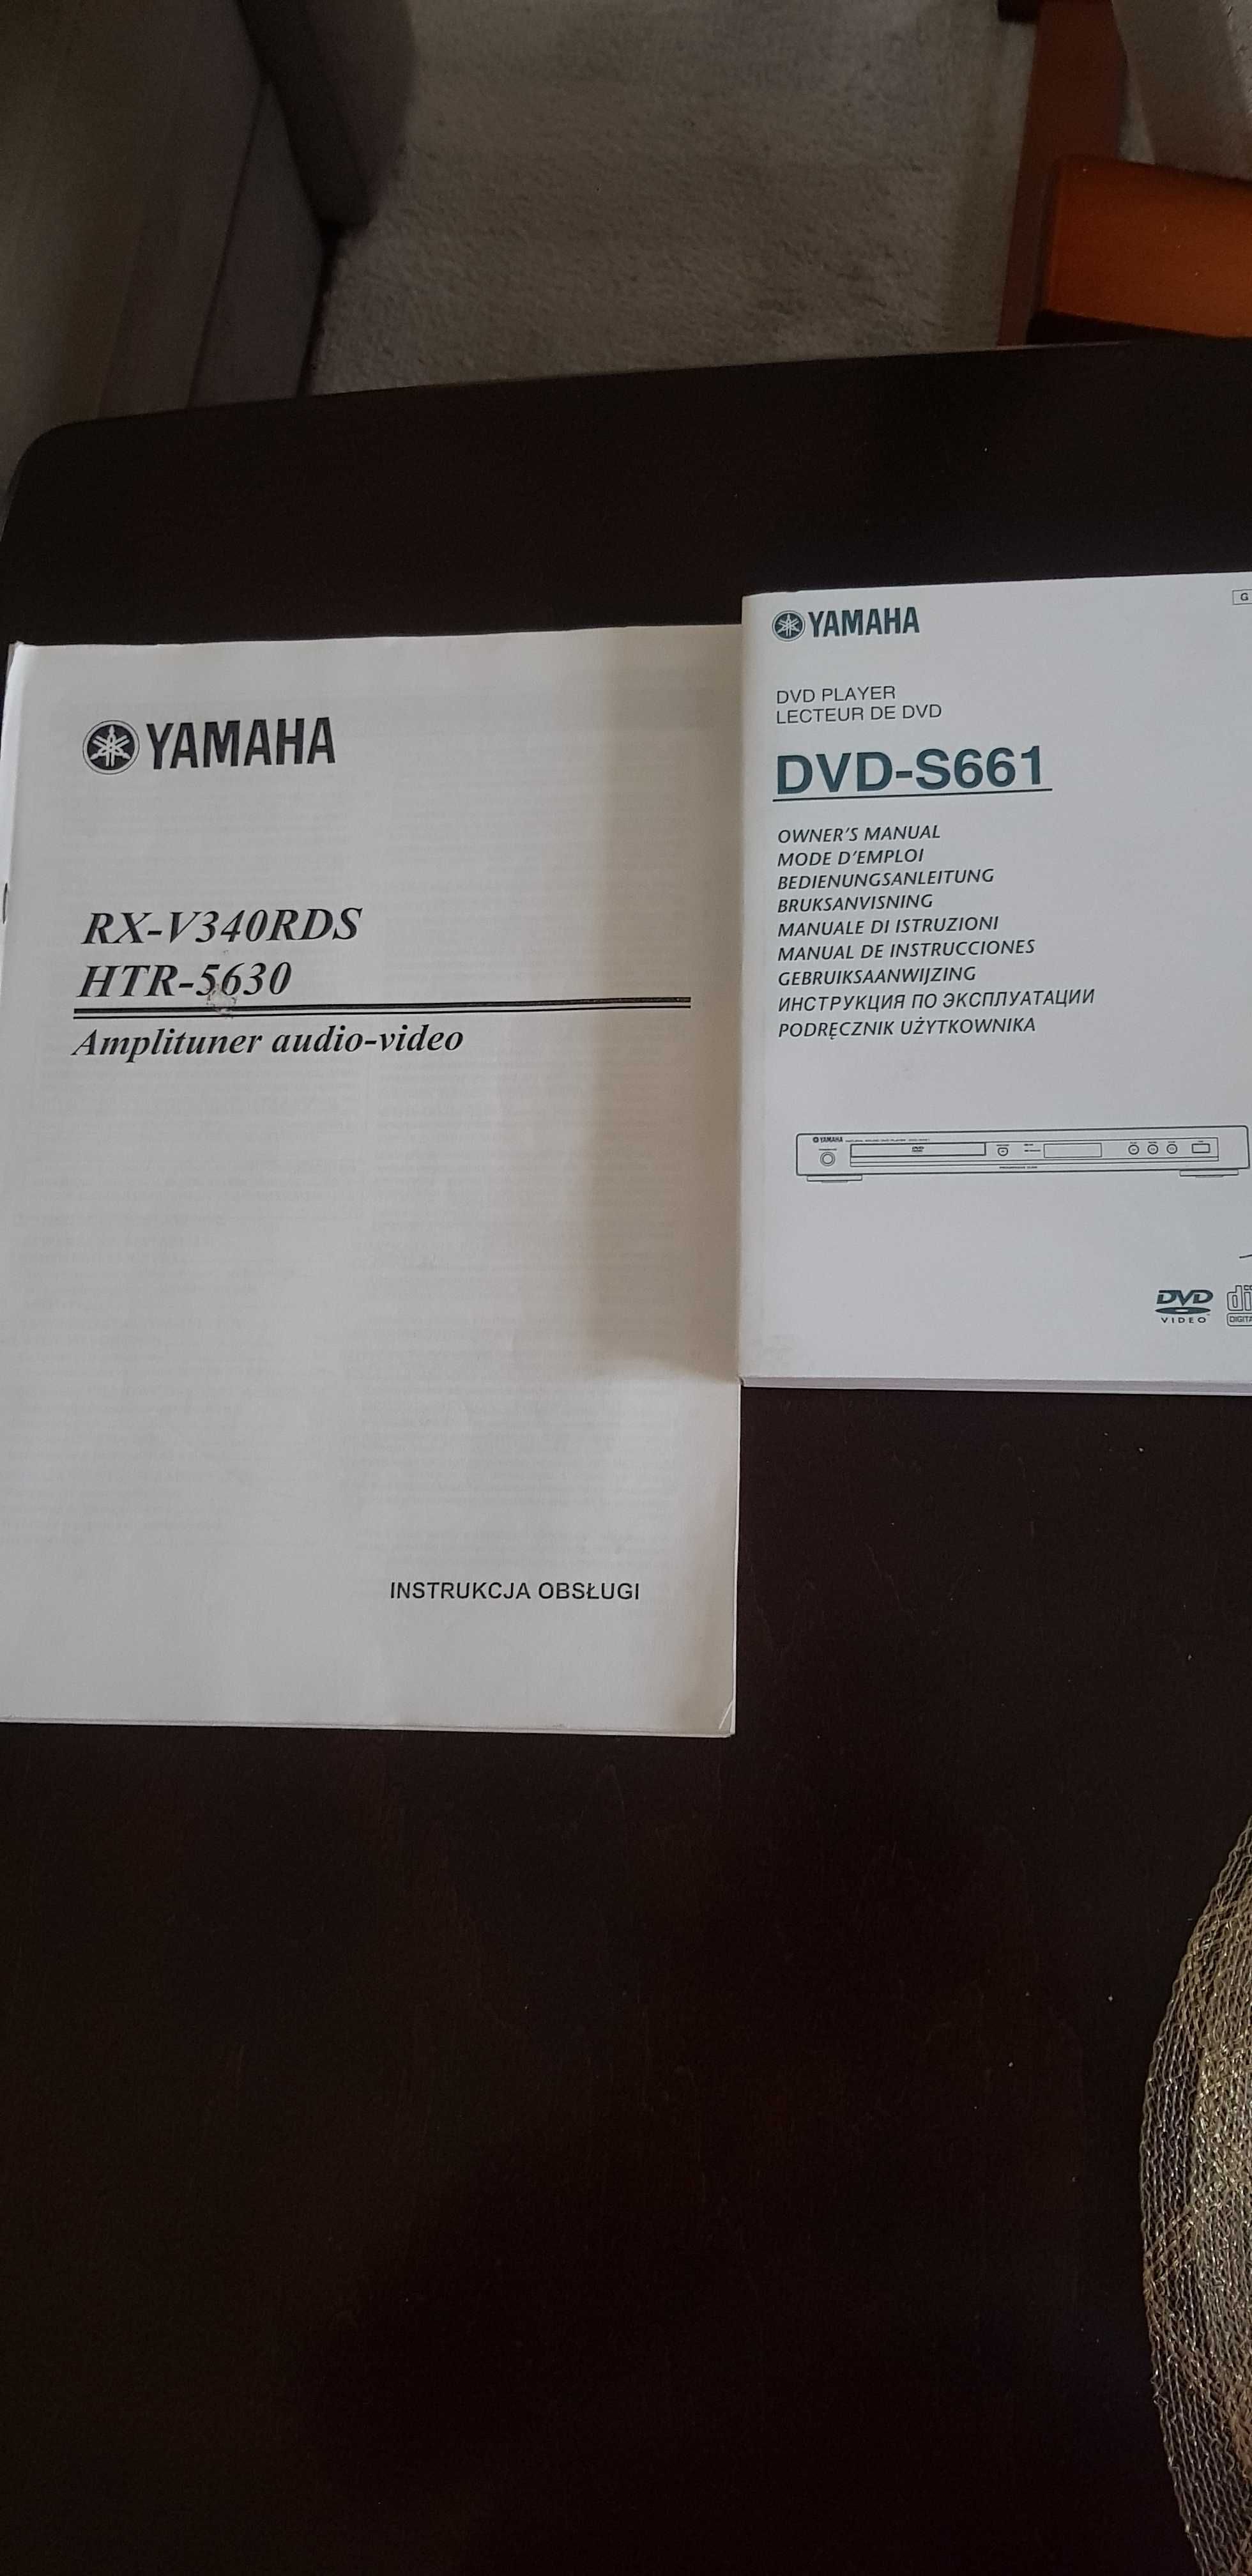 YAMAHA
RX-V340RDS
HTR-5630
Amplituner audio-video
INSTRUKCJA OBSŁUGI
YAMAHA
G
DVD PLAYER
LECTEUR DE DVD
DVD-S661
OWNER'S MANUAL
MODE D'EMPLOI
BEDIENUNGSANLEITUNG
BRUKSANVISNING
MANUALE DI ISTRUZIONI
MANUAL DE INSTRUCCIONES
GEBRUIKSAANWIJZING
ИНСТРУКЦИЯ ПО ЭКСПЛУАТАЦИИ
PODRĘCZNIK UŻYTKOWNIKA
YAMAHA
DVD
VIDEO